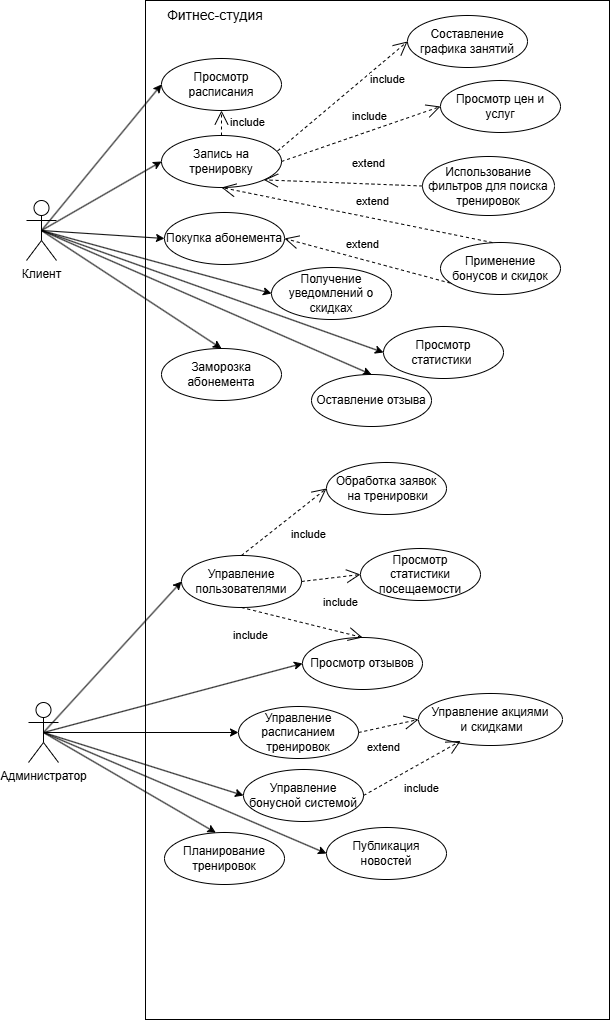 Фитнес-студия
Составление
графика занятий
Просмотр
расписания
include
Просмотр цен и
услуг
include
include
Запись на
тренировку
extend
Использование
фильтров для поиска
тренировок
extend
Покупка абонемента
extend
Применение
бонусов и скидок
Клиент
Получение
уведомлений о
скидках
Просмотр
статистики
Заморозка
абонемента
Оставление отзыва
Обработка заявок
на тренировки
include
Управление
пользователями
Просмотр
статистики
посещаемости
include
include
Просмотр отзывов
Управление
расписанием
тренировок
Управление акциями
и скидками
extend
Администратор
Управление
бонусной системой
include
Планирование
тренировок
Публикация
новостей